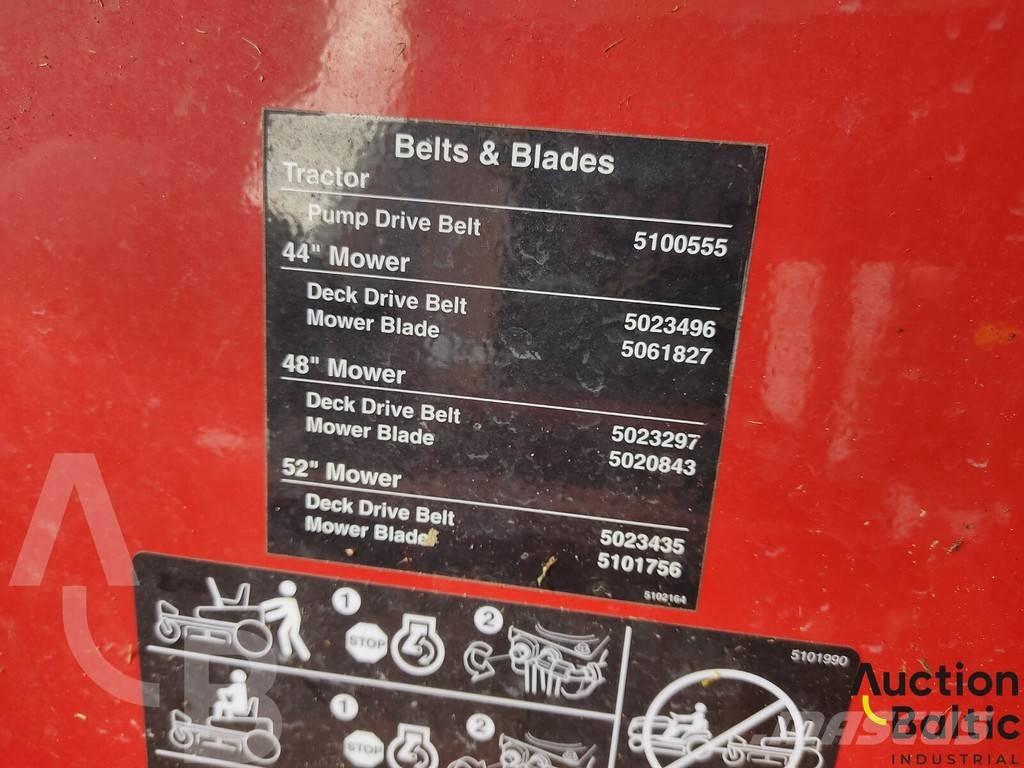 Belts & Blades
Tractor
Pump Drive Belt 5100555
44" Mower
Deck Drive Belt 5023496
Mower Blade 5061827
48" Mower
Deck Drive Belt 5023297
Mower Blade 5020843
52" Mower
Deck Drive Belt 5023435
Mower Blade 5101756
5102164
1 2
STOP
5101990
1 2
STOP
Auction
Baltic
INDUSTRIAL
MASCUS